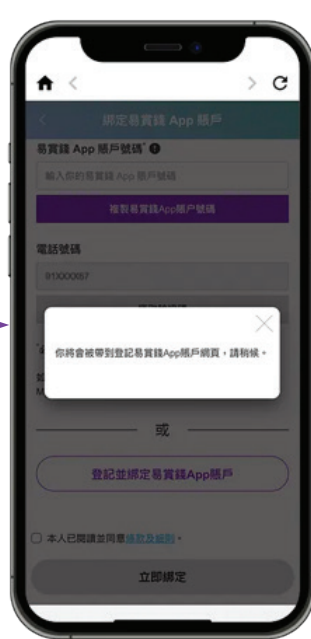 綁定易賞錢 App 賬戶
易賞錢 App 賬戶號碼*
輸入你的易賞錢 App 賬戶號碼
複製易賞錢App賬戶號碼
電話號碼
你將會被帶到登記易賞錢App賬戶網頁，請稍候。
如
M
或
登記並綁定易賞錢App賬戶
本人已閱讀並同意條款及細則。
立即綁定